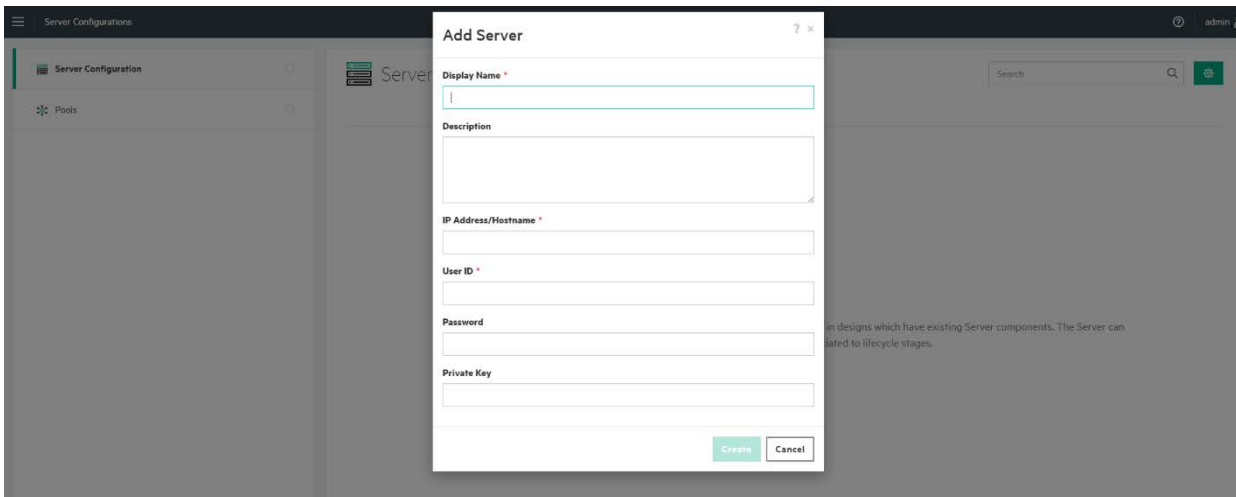 Server Configurations
admin
Server Configuration
Pools
Server
Search
Add Server
? ×
Display Name *
Description
IP Address/Hostname *
User ID *
Password
Private Key
in designs which have existing Server components. The Server can
iated to lifecycle stages.
Create
Cancel